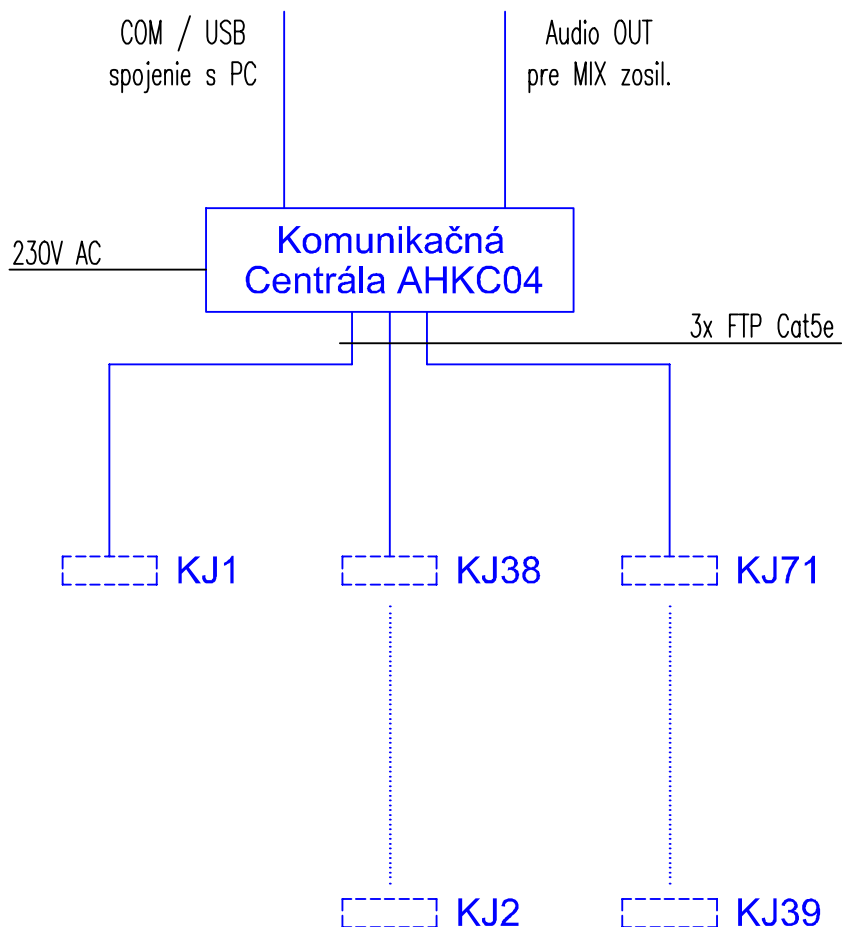 COM / USB
spojenie s PC
Audio OUT
pre MIX zosil.
230V AC
Komunikačná
Centrála AHKC04
3x FTP Cat5e
KJ1
KJ38
KJ71
KJ2
KJ39